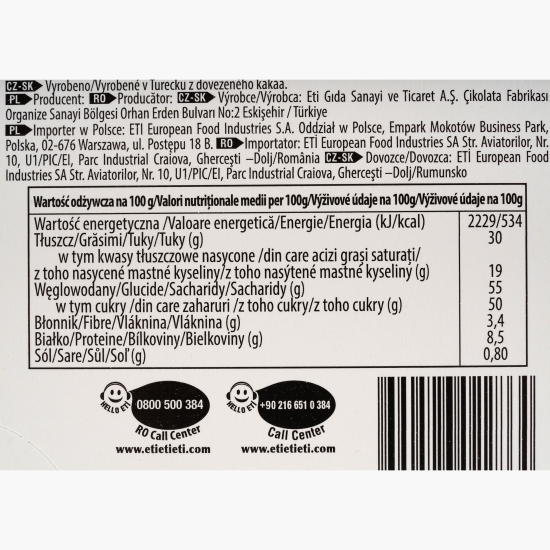 CZ-SK Vyrobeno/Vyrobené v Turecku z dovezeného kakaa.
PL Producent: RO Producător: CZ-SK Výrobce/Výrobca: Eti Gıda Sanayi ve Ticaret A.Ş. Çikolata Fabrikası
Organize Sanayi Bölgesi Orhan Erden Bulvarı No:2 Eskişehir / Türkiye
PL Importer w Polsce: ETİ European Food Industries S.A. Oddział w Polsce, Empark Mokotów Business Park,
Polska, 02-676 Warszawa, ul. Postępu 18 B. RO Importator: ETİ European Food Industries SA Str. Aviatorilor, Nr.
10, U1/PIC/EI, Parc Industrial Craiova, Ghercești –Dolj/România CZ-SK Dovozce/Dovozca: ETİ European Food
Industries SA Str. Aviatorilor, Nr. 10, U1/PIC/EI, Parc Industrial Craiova, Ghercești –Dolj/Rumunsko
Wartość odżywcza na 100 g/Valori nutriționale medii per 100g/Výživové údaje na 100g/Výživové údaje na 100g
Wartość energetyczna /Valoare energetică/Energie/Energia (kJ/kcal) 2229/534
Tłuszcz/Grăsimi/Tuky/Tuky (g) 30
w tym kwasy tłuszczowe nasycone /din care acizi grași saturați/
z toho nasycené mastné kyseliny/z toho nasýtené mastné kyseliny (g) 19
Węglowodany/Glucide/Sacharidy/Sacharidy (g) 55
w tym cukry /din care zaharuri /z toho cukry/z toho cukry (g) 50
Błonnik/Fibre/Vláknina/Vláknina (g) 3,4
Białko/Proteine/Bílkoviny/Bielkoviny (g) 8,5
Sól/Sare/Sůl/Soľ (g) 0,80
HELLO ETİ 0800 500 384
RO Call Center
www.etietieti.com
HELLO ETİ +90 216 651 0 384
Call Center
www.etietieti.com